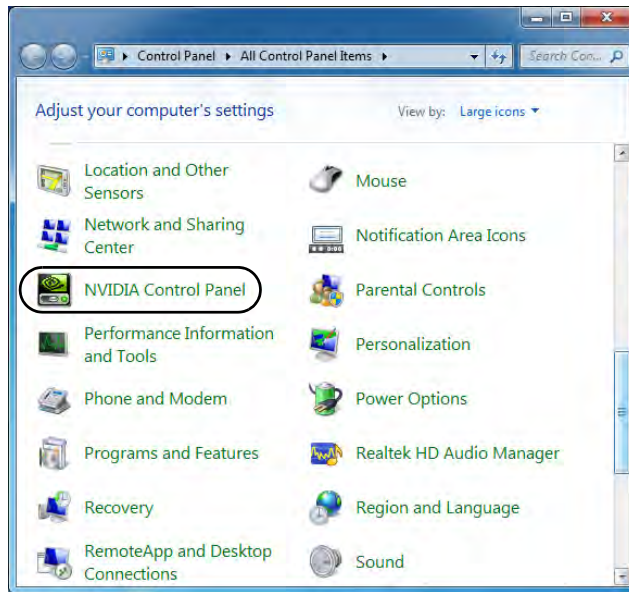 Control Panel ▸ All Control Panel Items ▸
Search Con...
Adjust your computer's settings
View by: Large icons
Location and Other
Sensors
Mouse
Network and Sharing
Center
Notification Area Icons
NVIDIA Control Panel
Parental Controls
Performance Information
and Tools
Personalization
Phone and Modem
Power Options
Programs and Features
Realtek HD Audio Manager
Recovery
Region and Language
RemoteApp and Desktop
Connections
Sound